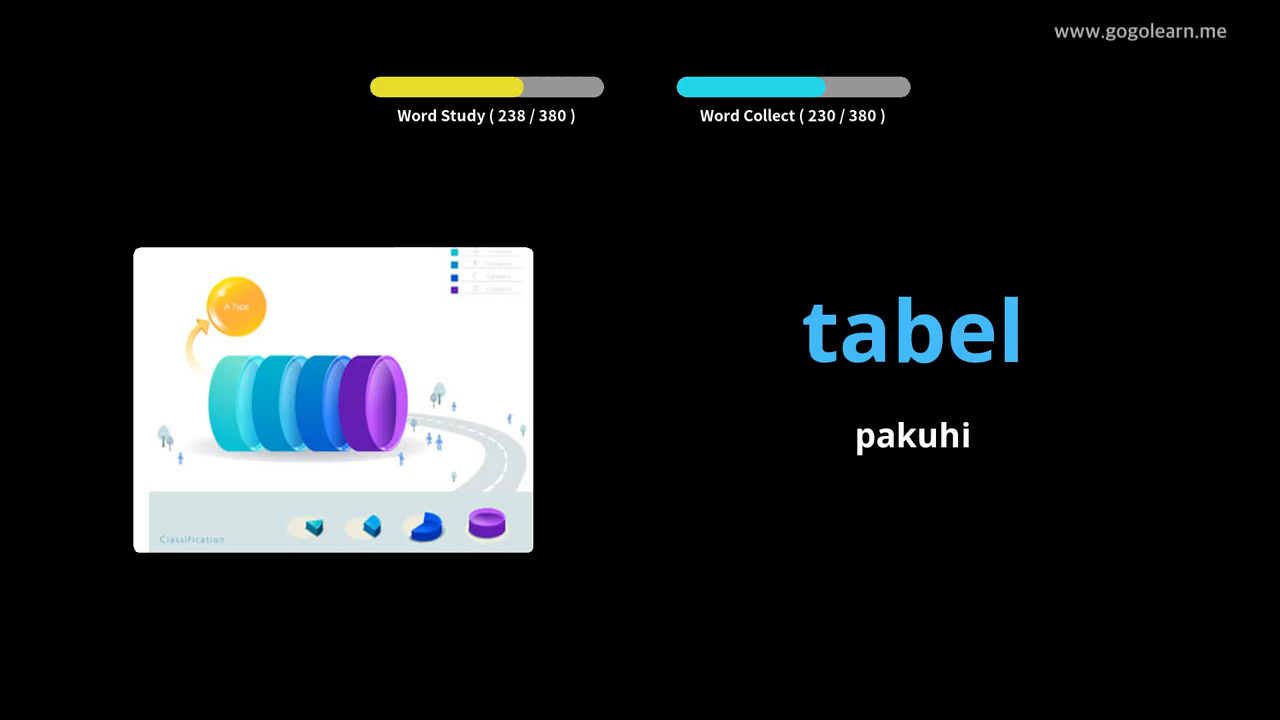 www.gogolearn.me
Word Study ( 238 / 380 )
Word Collect ( 230 / 380 )
A Type
B
C
D
tabel
pakuhi
Classification